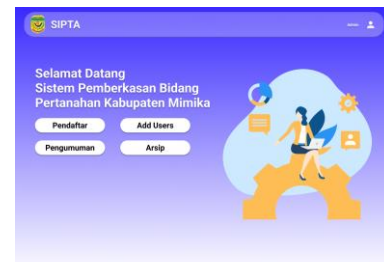 SIPTA
Selamat Datang
Sistem Pemberkasan Bidang
Pertanahan Kabupaten Mimika
Pendaftar
Add Users
Pengumuman
Arsip